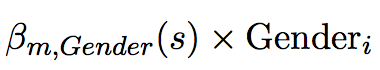 β_{m,Gender}(s) × Gender_i